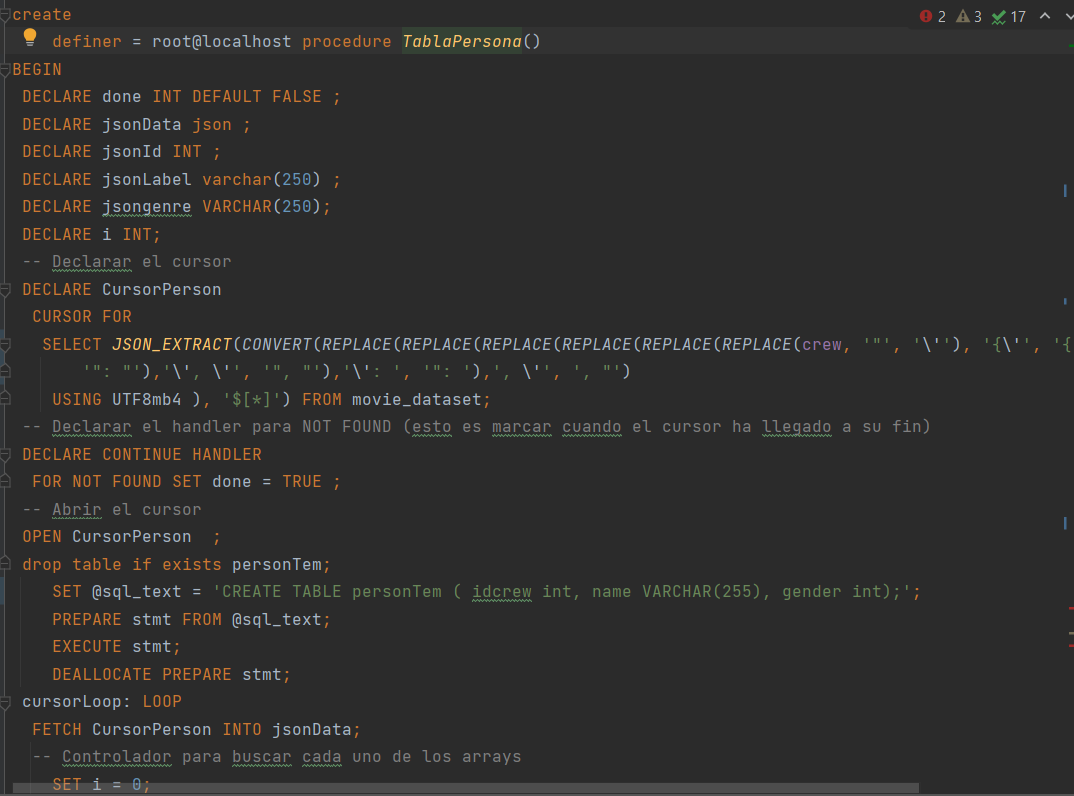 create
2 3 17
definer = root@localhost procedure TablaPersona()
BEGIN
DECLARE done INT DEFAULT FALSE ;
DECLARE jsonData json ;
DECLARE jsonId INT ;
DECLARE jsonLabel varchar(250) ;
DECLARE jsongenre VARCHAR(250);
DECLARE i INT;
-- Declarar el cursor
DECLARE CursorPerson
CURSOR FOR
SELECT JSON_EXTRACT(CONVERT(REPLACE(REPLACE(REPLACE(REPLACE(REPLACE(REPLACE(crew, '"', '\''), '{\'', '{
'": "'),'\', \'', '", "'),'\': ', '": '),', \'', ', "')
USING UTF8mb4 ), '$[*]') FROM movie_dataset;
-- Declarar el handler para NOT FOUND (esto es marcar cuando el cursor ha llegado a su fin)
DECLARE CONTINUE HANDLER
FOR NOT FOUND SET done = TRUE ;
-- Abrir el cursor
OPEN CursorPerson  ;
drop table if exists personTem;
SET @sql_text = 'CREATE TABLE personTem ( idcrew int, name VARCHAR(255), gender int);';
PREPARE stmt FROM @sql_text;
EXECUTE stmt;
DEALLOCATE PREPARE stmt;
cursorLoop: LOOP
FETCH CursorPerson INTO jsonData;
-- Controlador para buscar cada uno de los arrays
SET i = 0;